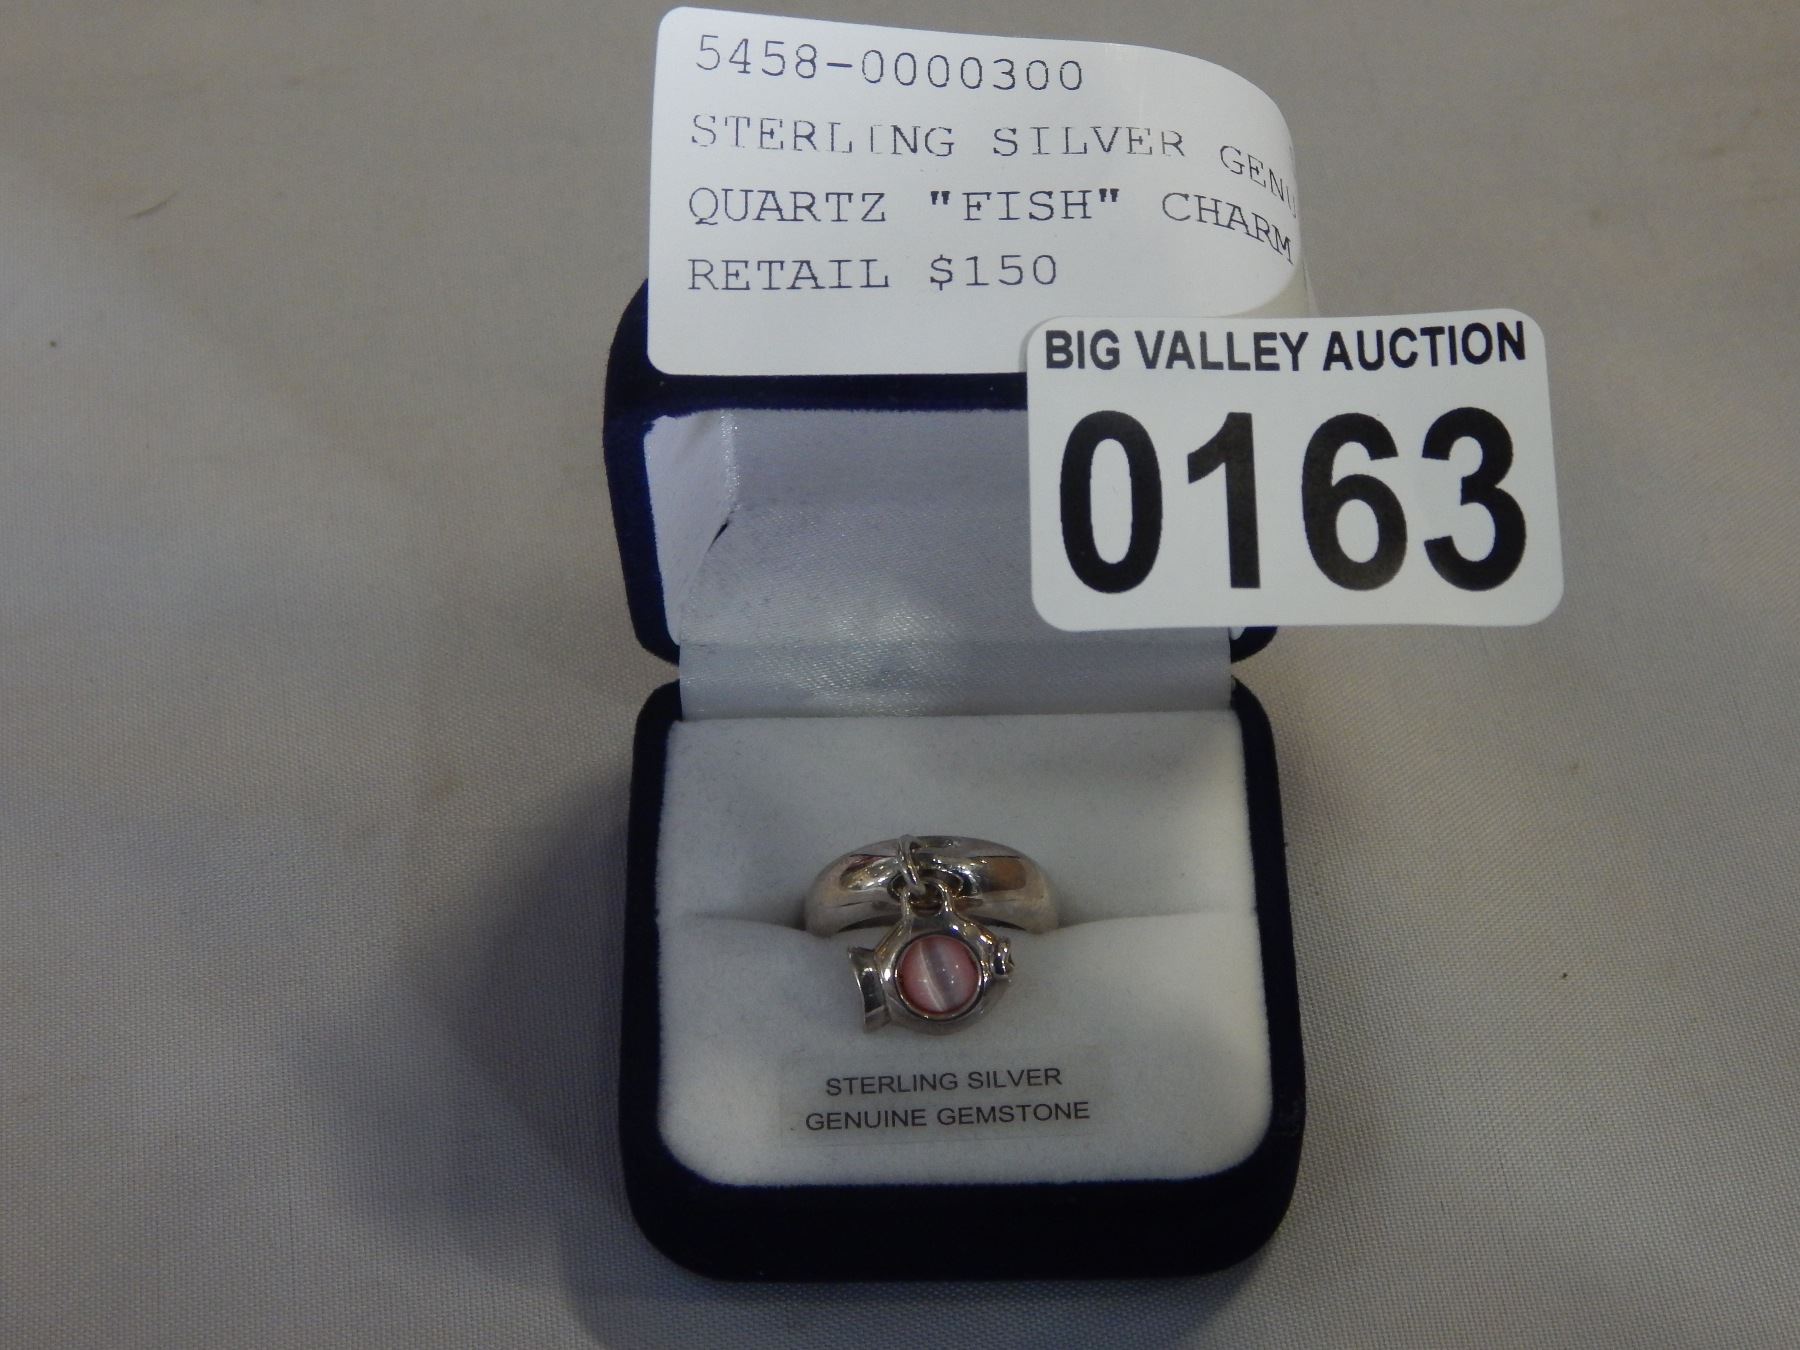 5458-0000300
STERLING SILVER
QUARTZ "FISH" CHARM
RETAIL $150
BIG VALLEY AUCTION
0163
STERLING SILVER
GENUINE GEMSTONE